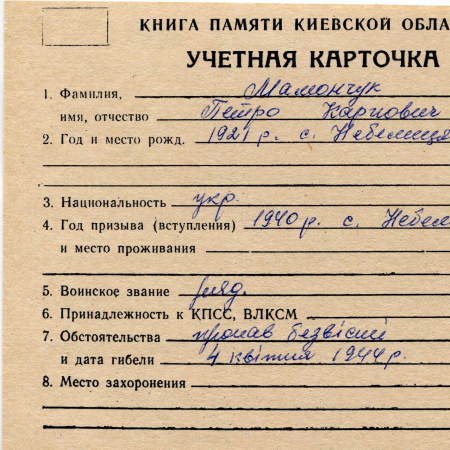 КНИГА ПАМЯТИ КИЕВСКОЙ ОБЛА
УЧЕТНАЯ КАРТОЧКА
1. Фамилия, Мамончук
имя, отчество Петро Карпович
2. Год и место рожд. 1921 р. с. Небелиця
3. Национальность укр.
4. Год призыва (вступления) 1940 р. с. Небел
и место проживания
5. Воинское звание ряд.
6. Принадлежность к КПСС, ВЛКСМ
7. Обстоятельства пропав безвісти
и дата гибели 4 квітня 1944 р.
8. Место захоронения